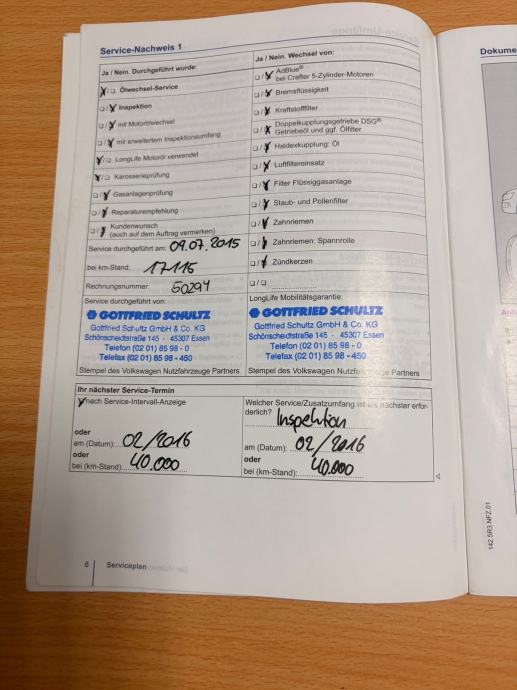 Service-Nachweis 1
Ja / Nein. Durchgeführt wurde:
Ölwechsel-Service
Inspektion
mit Motorölwechsel
mit erweitertem Inspektionsumfang
LongLife Motoröl verwendet
Karosserieprüfung
Gasanlagenprüfung
Reparaturempfehlung
Kundenwunsch
(auch auf dem Auftrag vermerken)
Service durchgeführt am: 09.07.2015
bei km-Stand: 17115
Rechnungsnummer: 50294
Service durchgeführt von:
GOTTFRIED SCHULTZ
Gottfried Schultz GmbH & Co. KG
Schönscheidtstraße 145 · 45307 Essen
Telefon (02 01) 85 98 - 0
Telefax (02 01) 85 98 - 450
Stempel des Volkswagen Nutzfahrzeuge Partners
Ja / Nein. Wechsel von:
AdBlue®
bei Crafter 5-Zylinder-Motoren
Bremsflüssigkeit
Kraftstofffilter
Doppelkupplungsgetriebe DSG®
Getriebeöl und ggf. Ölfilter
Haldexkupplung: Öl
Luftfiltereinsatz
Filter Flüssiggasanlage
Staub- und Pollenfilter
Zahnriemen
Zahnriemen: Spannrolle
Zündkerzen
LongLife Mobilitätsgarantie:
GOTTFRIED SCHULTZ
Gottfried Schultz GmbH & Co. KG
Schönscheidtstraße 145 · 45307 Essen
Telefon (02 01) 85 98 - 0
Telefax (02 01) 85 98 - 450
Stempel des Volkswagen Nutzfahrzeuge Partners
Ihr nächster Service-Termin
nach Service-Intervall-Anzeige
oder
am (Datum): 02/2016
oder
bei (km-Stand): 40.000
Welcher Service/Zusatzumfang ist als nächster erfor-
derlich? Inspektion
am (Datum): 02/2016
oder
bei (km-Stand): 40.000
6 Serviceplan
Dokume
142.5R3.NFZ.01